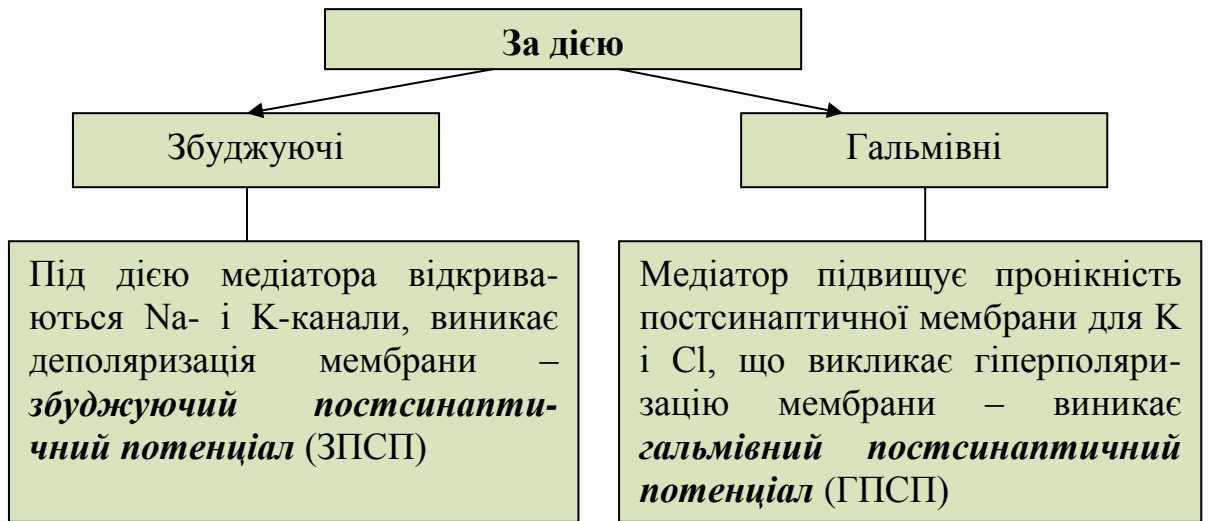 За дією
Збуджуючі
Гальмівні
Під дією медіатора відкрива-
ються Na- і K-канали, виникає
деполяризація мембрани –
збуджуючий постсинапти-
чний потенціал (ЗПСП)
Медіатор підвищує пронікність
постсинаптичної мембрани для K
і Cl, що викликає гіперполяри-
зацію мембрани – виникає
гальмівний постсинаптичний
потенціал (ГПСП)